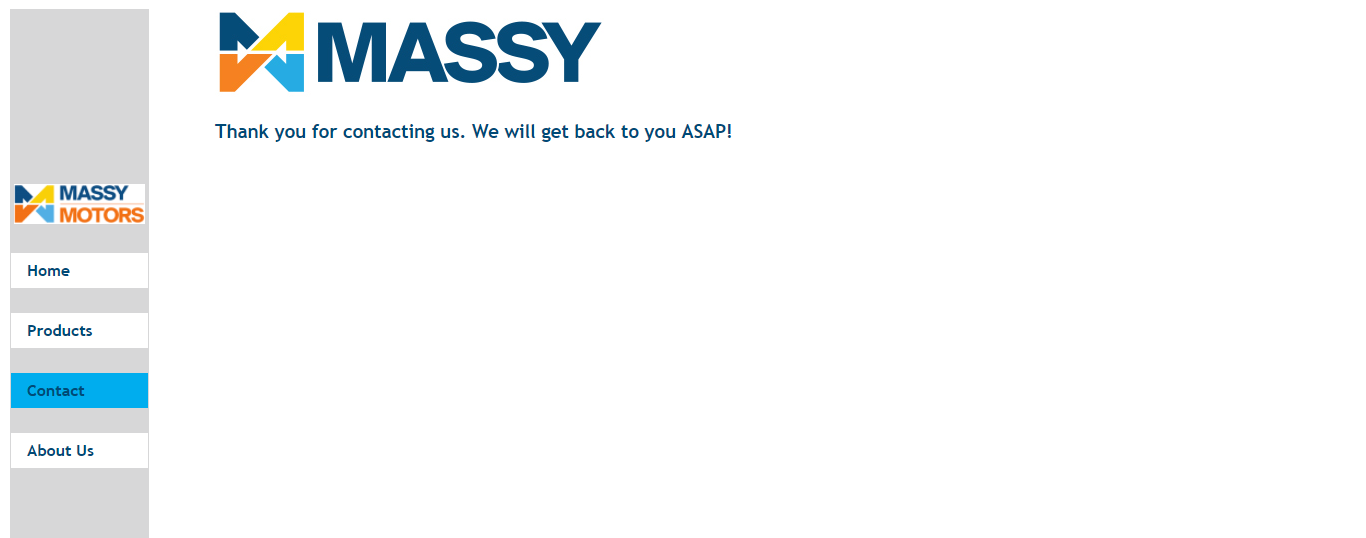 MASSY
Thank you for contacting us. We will get back to you ASAP!
MASSY
MOTORS
Home
Products
Contact
About Us